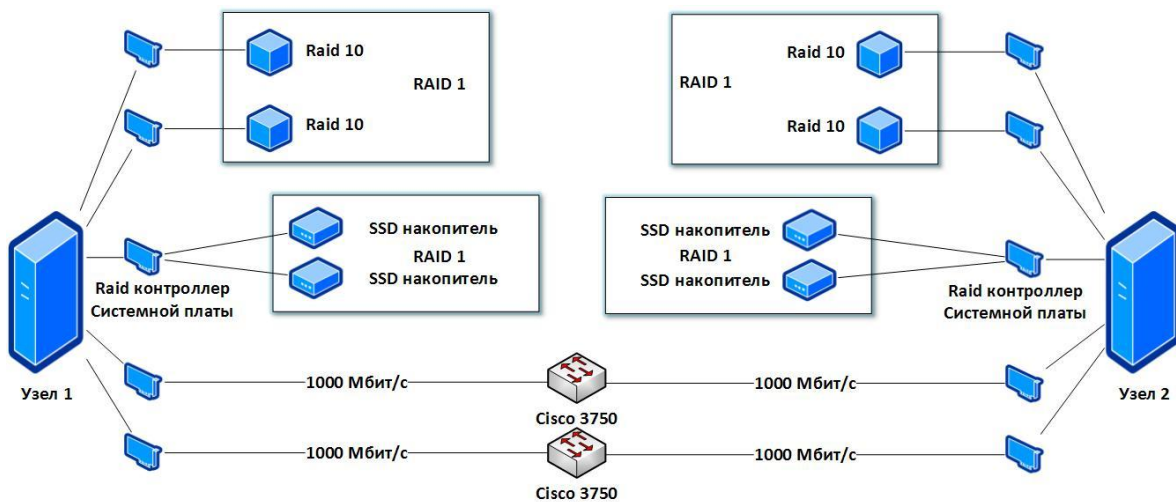 Raid 10
RAID 1
Raid 10
Raid 10
RAID 1
Raid 10
SSD накопитель
RAID 1
SSD накопитель
SSD накопитель
RAID 1
SSD накопитель
Raid контроллер
Системной платы
Raid контроллер
Системной платы
Узел 1
1000 Мбит/с
1000 Мбит/с
Узел 2
Cisco 3750
1000 Мбит/с
1000 Мбит/с
Cisco 3750